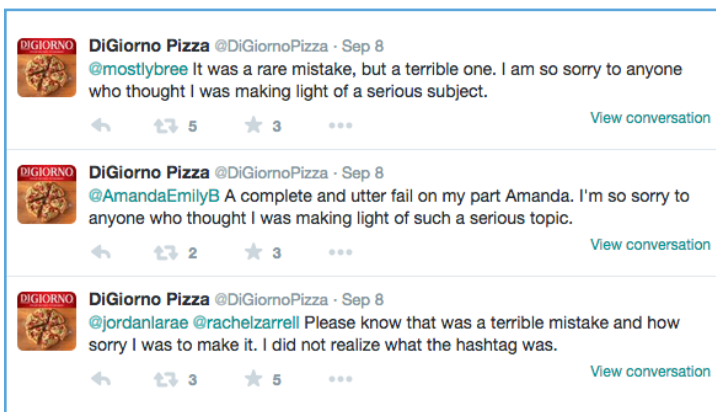 DIGIORNO
DiGiorno Pizza @DiGiornoPizza · Sep 8
@mostlybree It was a rare mistake, but a terrible one. I am so sorry to anyone
who thought I was making light of a serious subject.
5 3 View conversation
DIGIORNO
DiGiorno Pizza @DiGiornoPizza · Sep 8
@AmandaEmilyB A complete and utter fail on my part Amanda. I'm so sorry to
anyone who thought I was making light of such a serious topic.
2 3 View conversation
DIGIORNO
DiGiorno Pizza @DiGiornoPizza · Sep 8
@jordanlarae @rachelzarrell Please know that was a terrible mistake and how
sorry I was to make it. I did not realize what the hashtag was.
3 5 View conversation